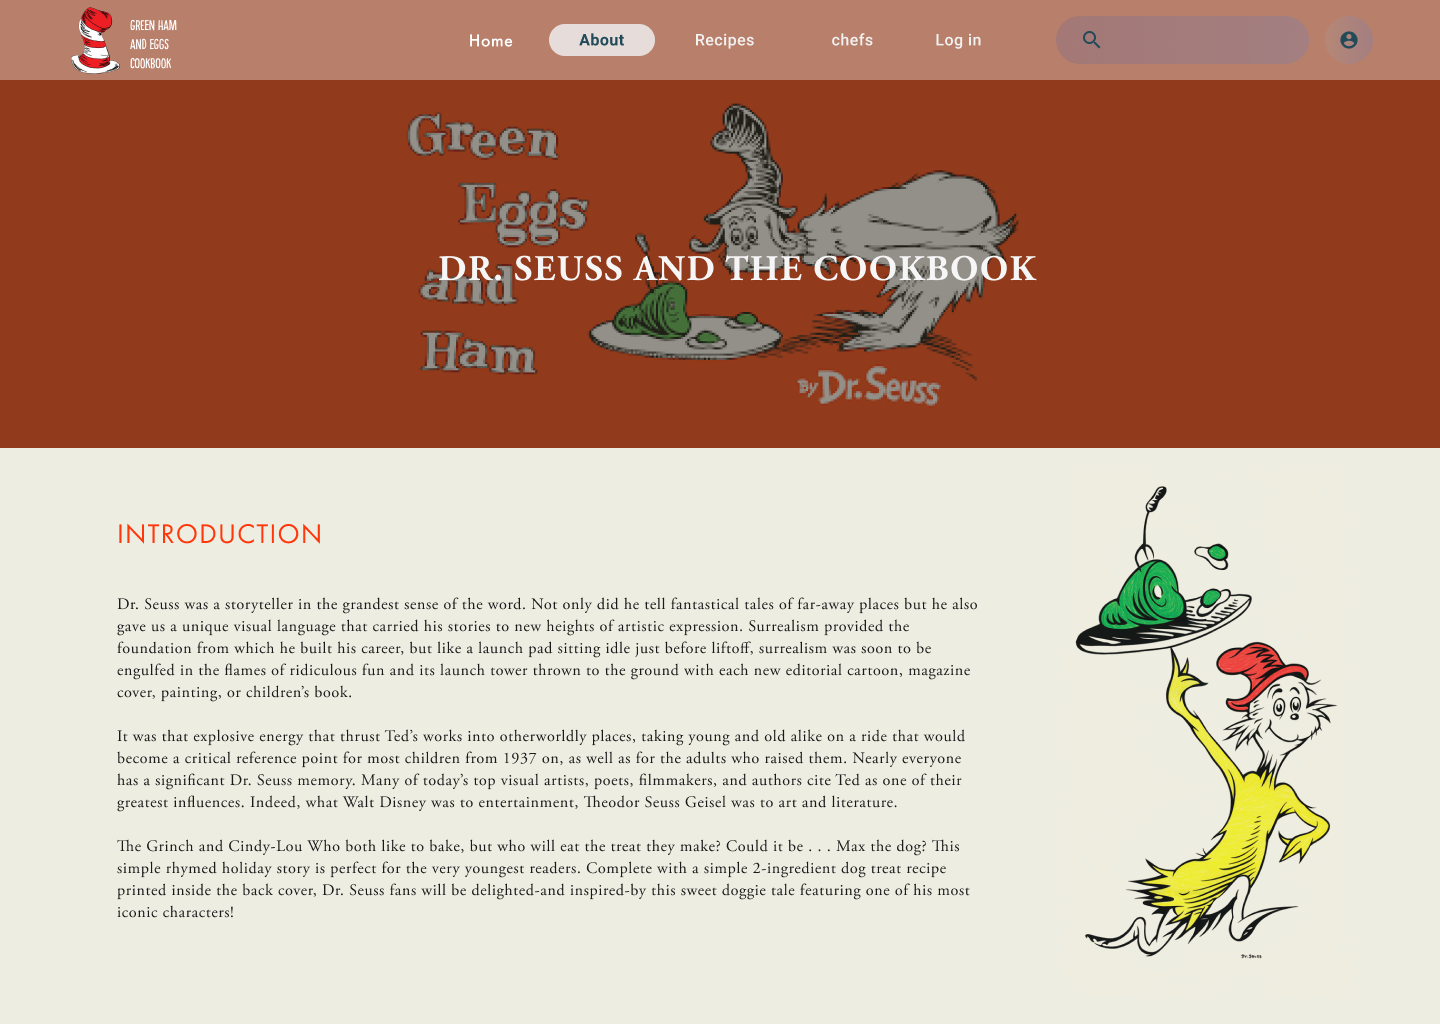 GREEN HAM
AND EGGS
COOKBOOK
Home
About
Recipes
chefs
Log in
Green
Eggs
and
Ham
By Dr. Seuss
DR. SEUSS AND THE COOKBOOK
INTRODUCTION
Dr. Seuss was a storyteller in the grandest sense of the word. Not only did he tell fantastical tales of far-away places but he also
gave us a unique visual language that carried his stories to new heights of artistic expression. Surrealism provided the
foundation from which he built his career, but like a launch pad sitting idle just before liftoff, surrealism was soon to be
engulfed in the flames of ridiculous fun and its launch tower thrown to the ground with each new editorial cartoon, magazine
cover, painting, or children’s book.
It was that explosive energy that thrust Ted’s works into otherworldly places, taking young and old alike on a ride that would
become a critical reference point for most children from 1937 on, as well as for the adults who raised them. Nearly everyone
has a significant Dr. Seuss memory. Many of today’s top visual artists, poets, filmmakers, and authors cite Ted as one of their
greatest influences. Indeed, what Walt Disney was to entertainment, Theodor Seuss Geisel was to art and literature.
The Grinch and Cindy-Lou Who both like to bake, but who will eat the treat they make? Could it be . . . Max the dog? This
simple rhymed holiday story is perfect for the very youngest readers. Complete with a simple 2-ingredient dog treat recipe
printed inside the back cover, Dr. Seuss fans will be delighted-and inspired-by this sweet doggie tale featuring one of his most
iconic characters!
Dr. Seuss